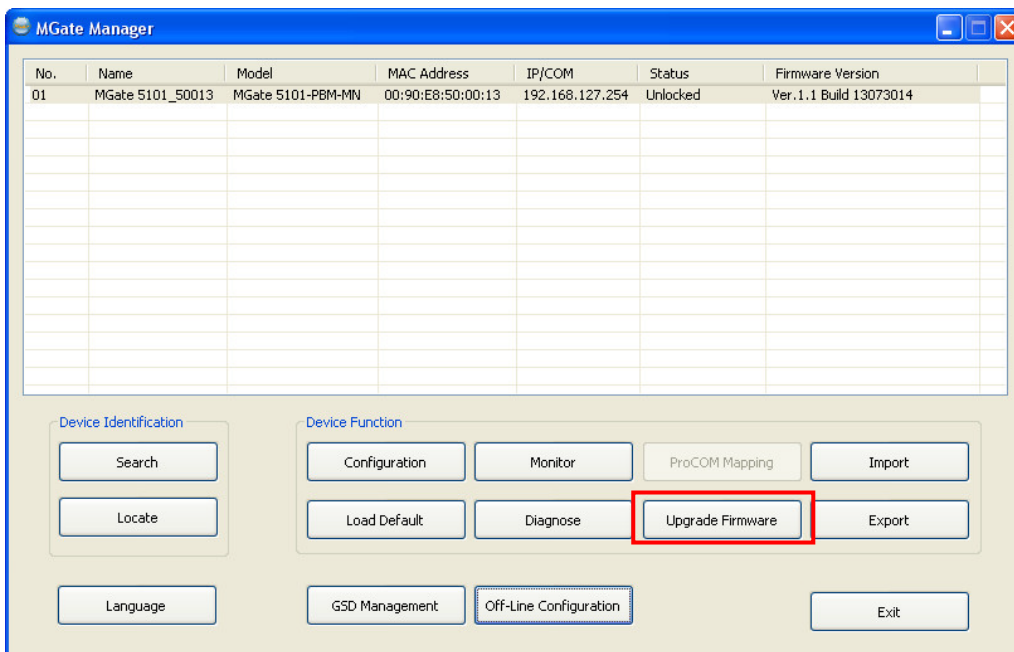 MGate Manager
No. Name Model MAC Address IP/COM Status Firmware Version
01 MGate 5101_50013 MGate 5101-PBM-MN 00:90:E8:50:00:13 192.168.127.254 Unlocked Ver.1.1 Build 13073014
Device Identification Device Function
Search Configuration Monitor ProCOM Mapping Import
Locate Load Default Diagnose Upgrade Firmware Export
Language GSD Management Off-Line Configuration Exit